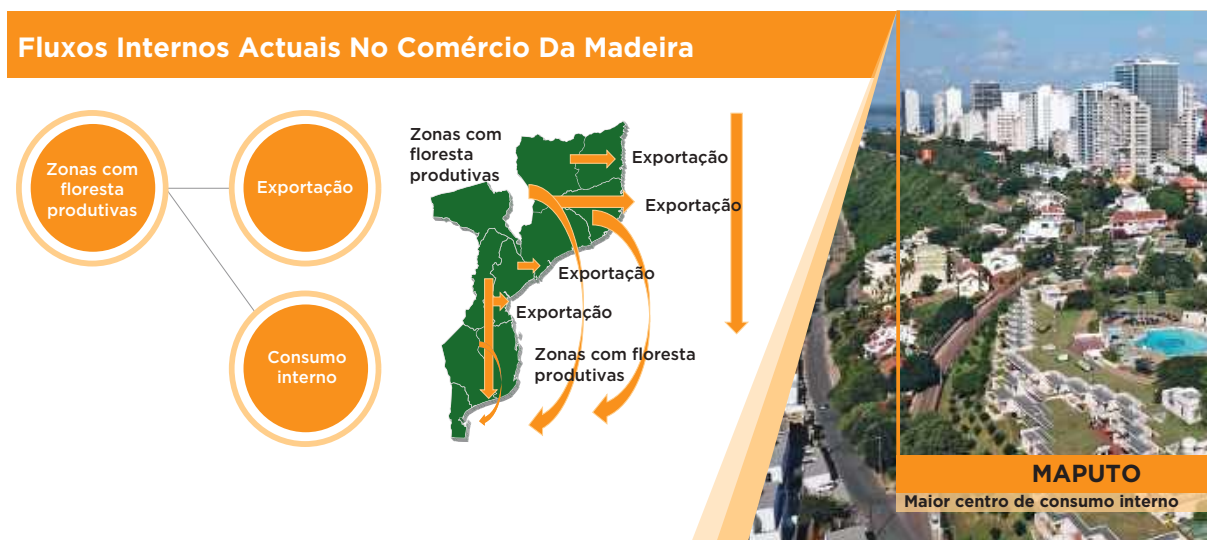 Fluxos Internos Actuais No Comércio Da Madeira
Zonas com
floresta
produtivas
Exportação
Consumo
interno
Zonas com
floresta
produtivas
Exportação
Exportação
Exportação
Exportação
Zonas com floresta
produtivas
MAPUTO
Maior centro de consumo interno